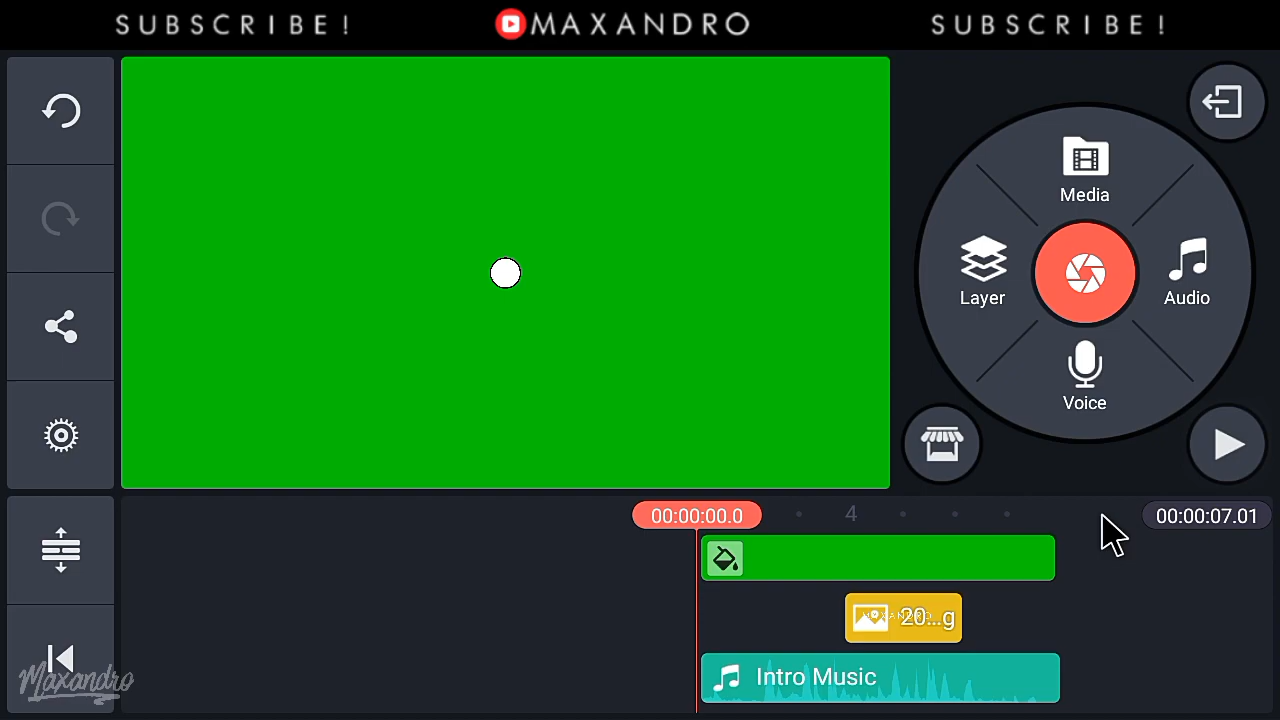 SUBSCRIBE! MAXANDRO SUBSCRIBE!
Media
Layer
Audio
Voice
00:00:00.0
4
00:00:07.01
MAXANDRO
20...g
Intro Music
Maxandro